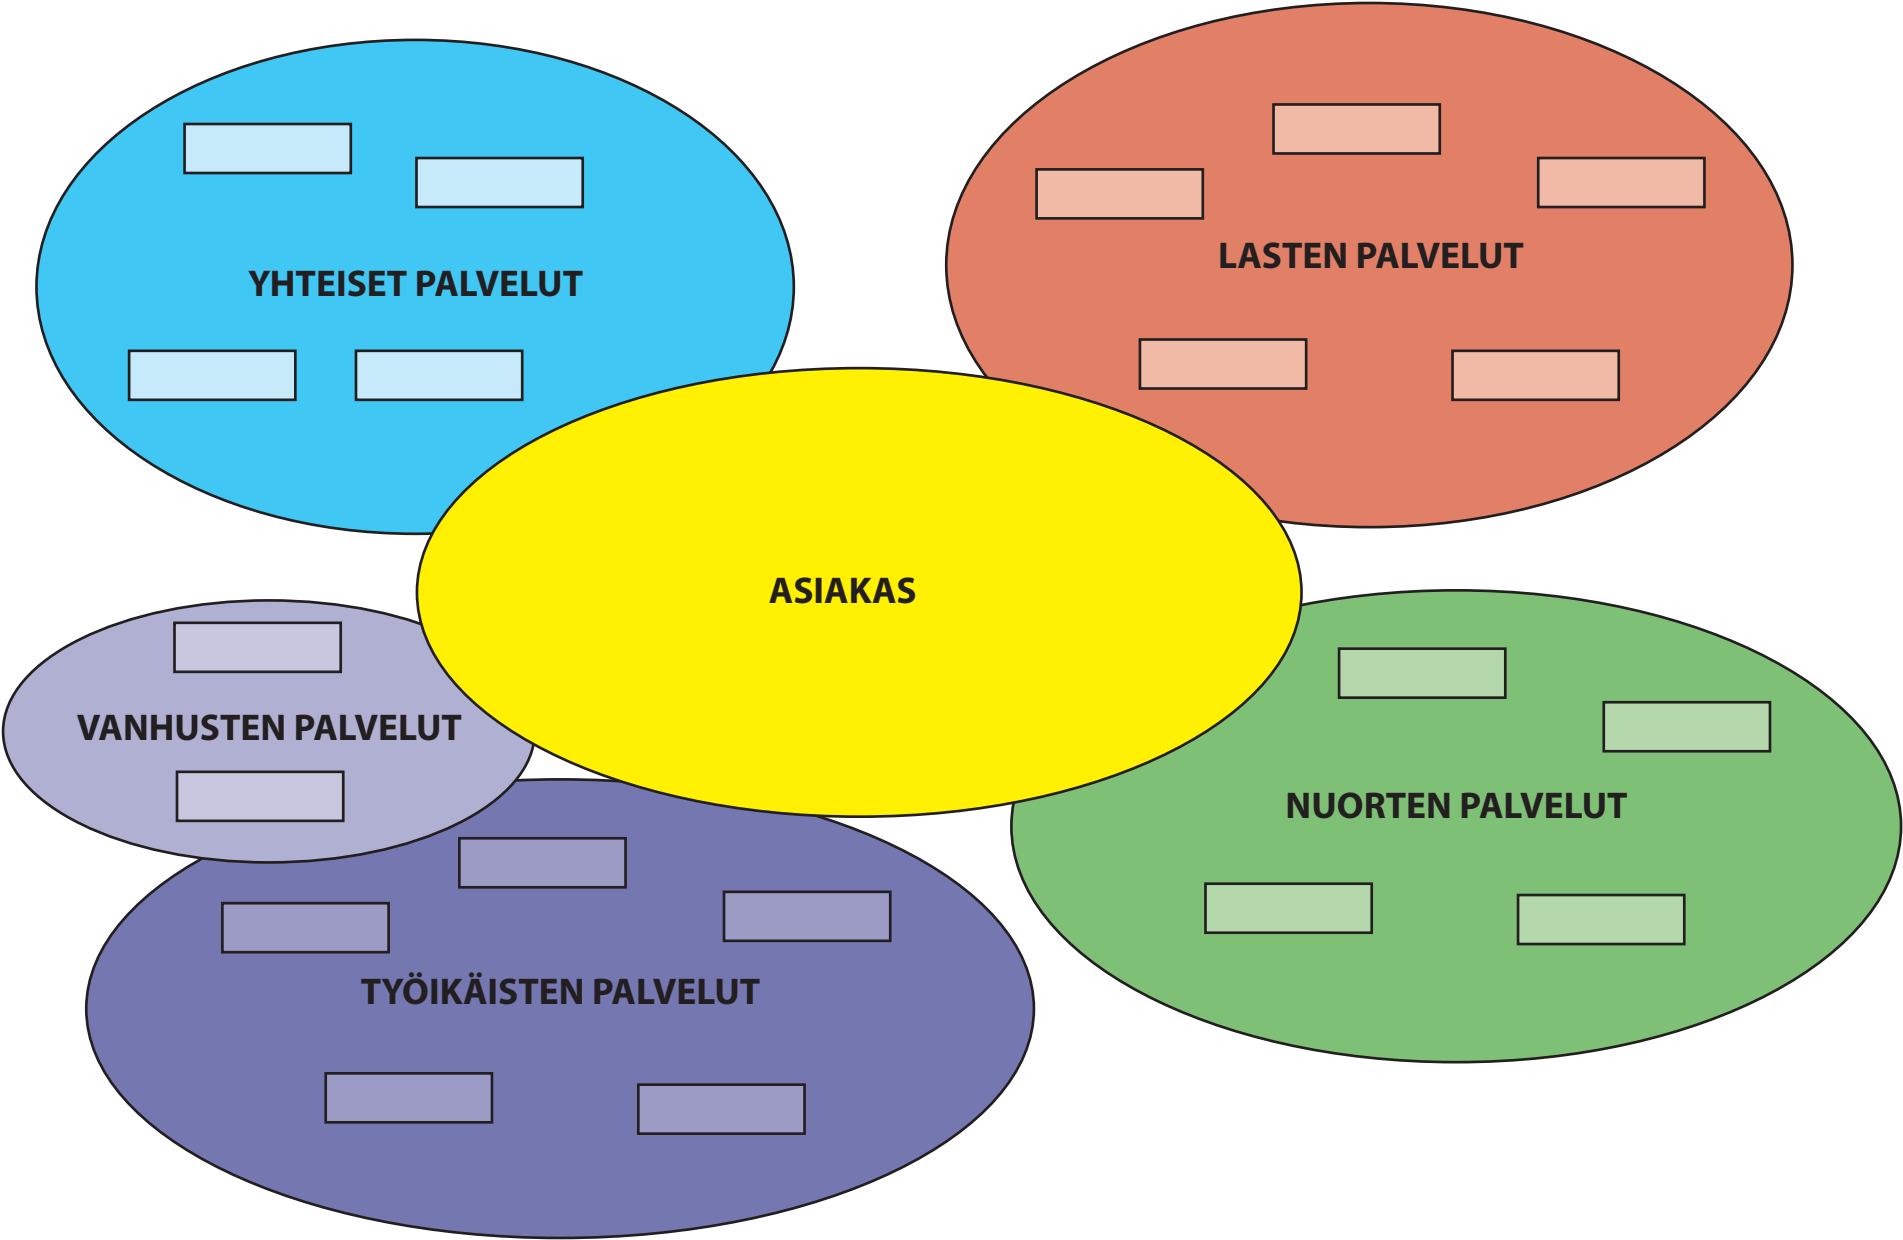 YHTEISET PALVELUT
LASTEN PALVELUT
ASIAKAS
VANHUSTEN PALVELUT
NUORTEN PALVELUT
TYÖIKÄISTEN PALVELUT